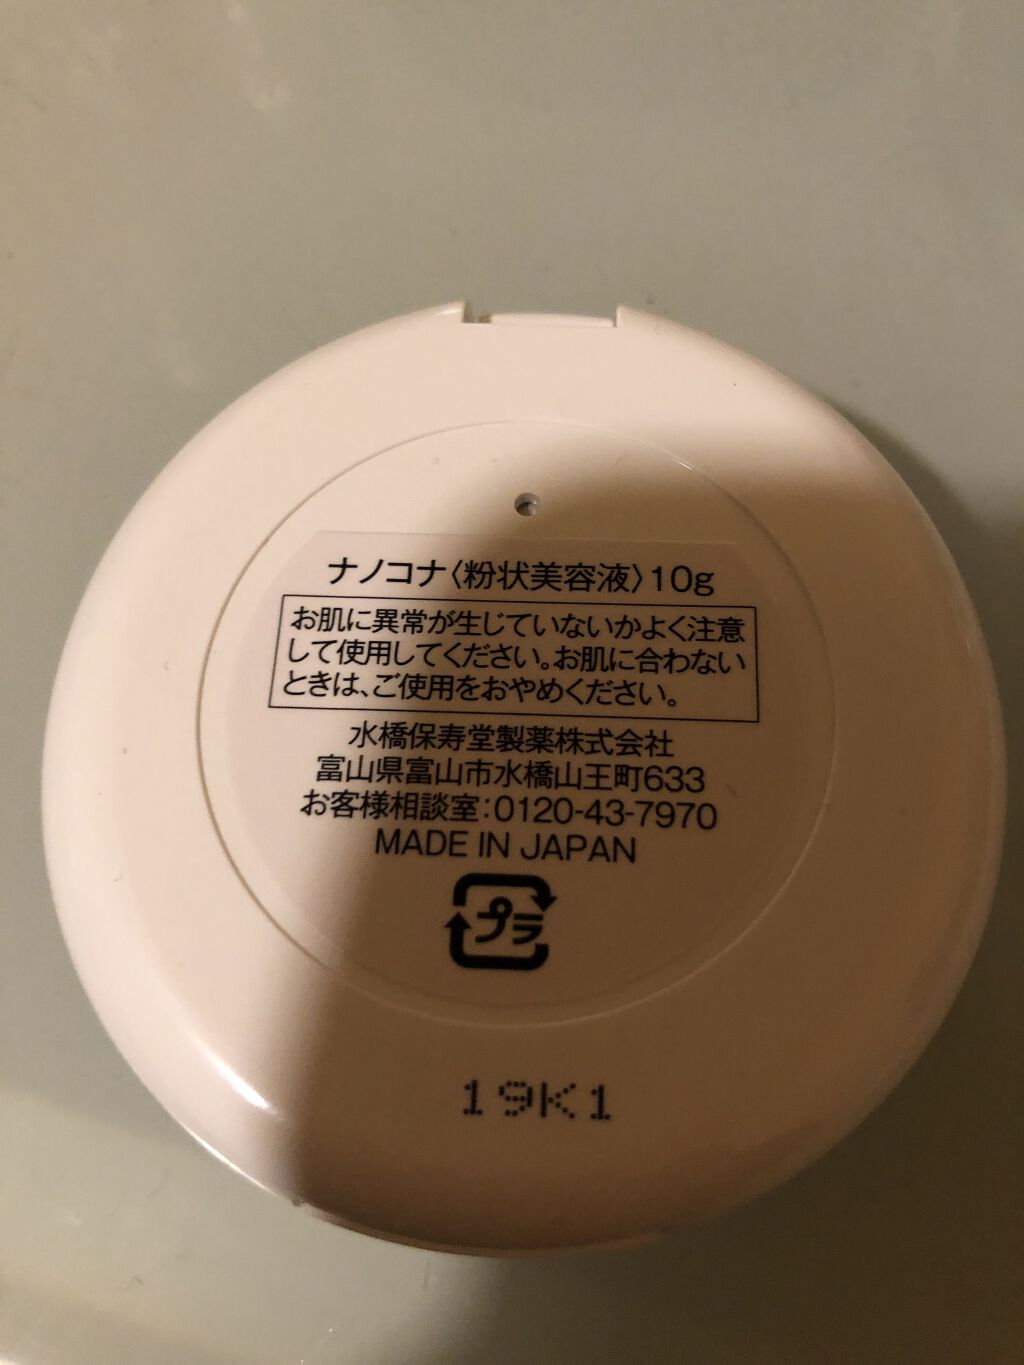 ナノコナ〈粉状美容液〉10g
お肌に異常が生じていないかよく注意
して使用してください。お肌に合わない
ときは、ご使用をおやめください。
水橋保寿堂製薬株式会社
富山県富山市水橋山王町633
お客様相談室:0120-43-7970
MADE IN JAPAN
プラ
19K1